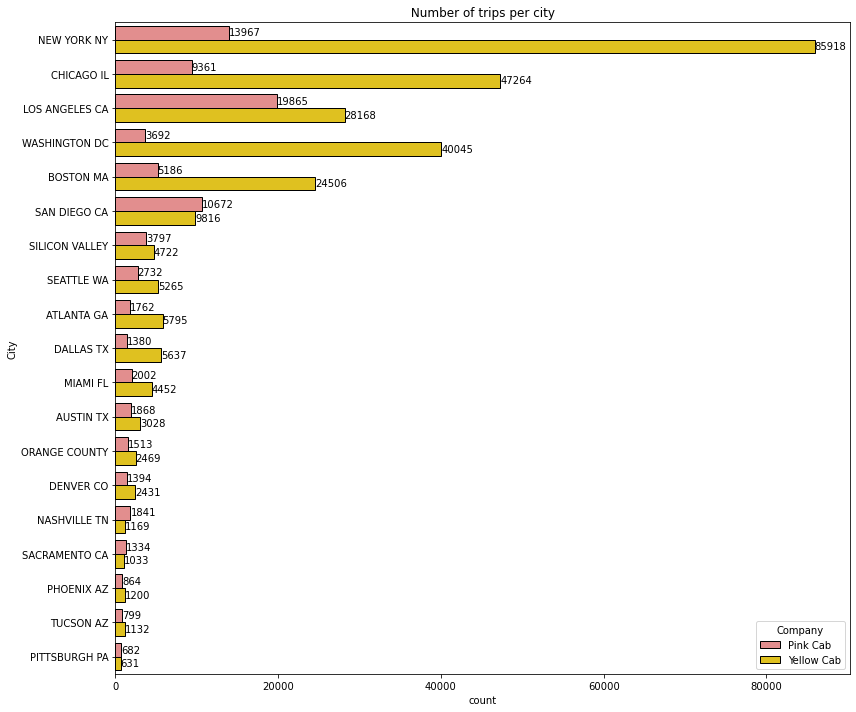 Number of trips per city
NEW YORK NY
13967
85918
CHICAGO IL
9361
47264
LOS ANGELES CA
19865
28168
WASHINGTON DC
3692
40045
BOSTON MA
5186
24506
SAN DIEGO CA
10672
9816
SILICON VALLEY
3797
4722
SEATTLE WA
2732
5265
ATLANTA GA
1762
5795
DALLAS TX
1380
5637
MIAMI FL
2002
4452
AUSTIN TX
1868
3028
ORANGE COUNTY
1513
2469
DENVER CO
1394
2431
NASHVILLE TN
1841
1169
SACRAMENTO CA
1334
1033
PHOENIX AZ
864
1200
TUCSON AZ
799
1132
PITTSBURGH PA
682
631
City
Company
Pink Cab
Yellow Cab
0 20000 40000 60000 80000
count